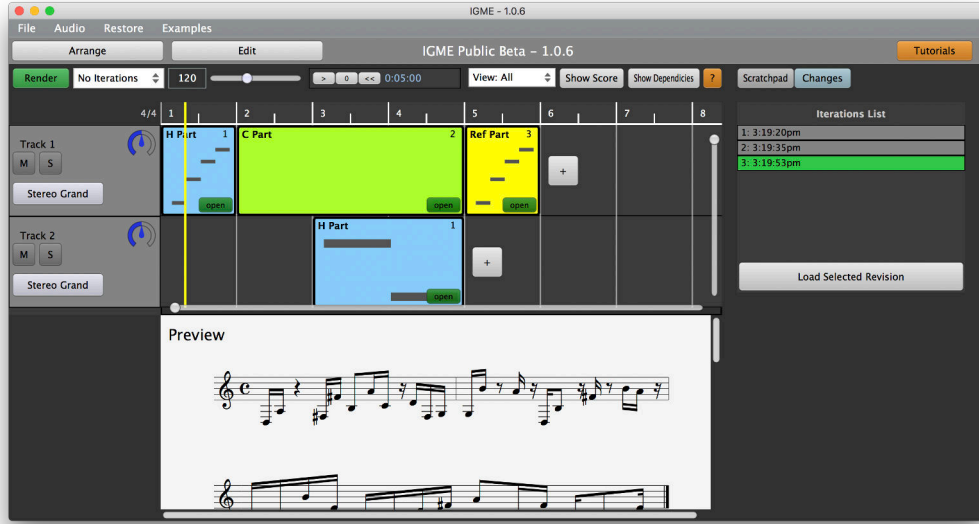 IGME - 1.0.6
File Audio Restore Examples
Arrange Edit IGME Public Beta - 1.0.6 Tutorials
Render No Iterations 120 > 0 << 0:05:00 View: All Show Score Show Dependicies ? Scratchpad Changes
4/4 1 2 3 4 5 6 7 8
Iterisions List
1: 3:19:20pm
2: 3:19:35pm
3: 3:19:53pm
Load Selected Revision
H Part 1 C Part 2 Ref Part 3
Track 1
M S
+
Stereo Grand
open open open
H Part 1
Track 2
M S
+
Stereo Grand
open
Preview